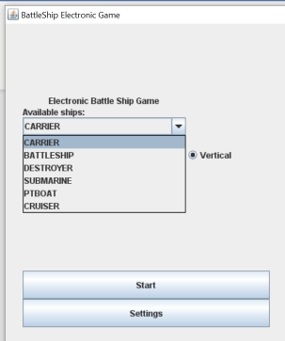 BattleShip Electronic Game
Electronic Battle Ship Game
Available ships:
CARRIER
CARRIER
BATTLESHIP
DESTROYER
Vertical
SUBMARINE
PTBOAT
CRUISER
Start
Settings